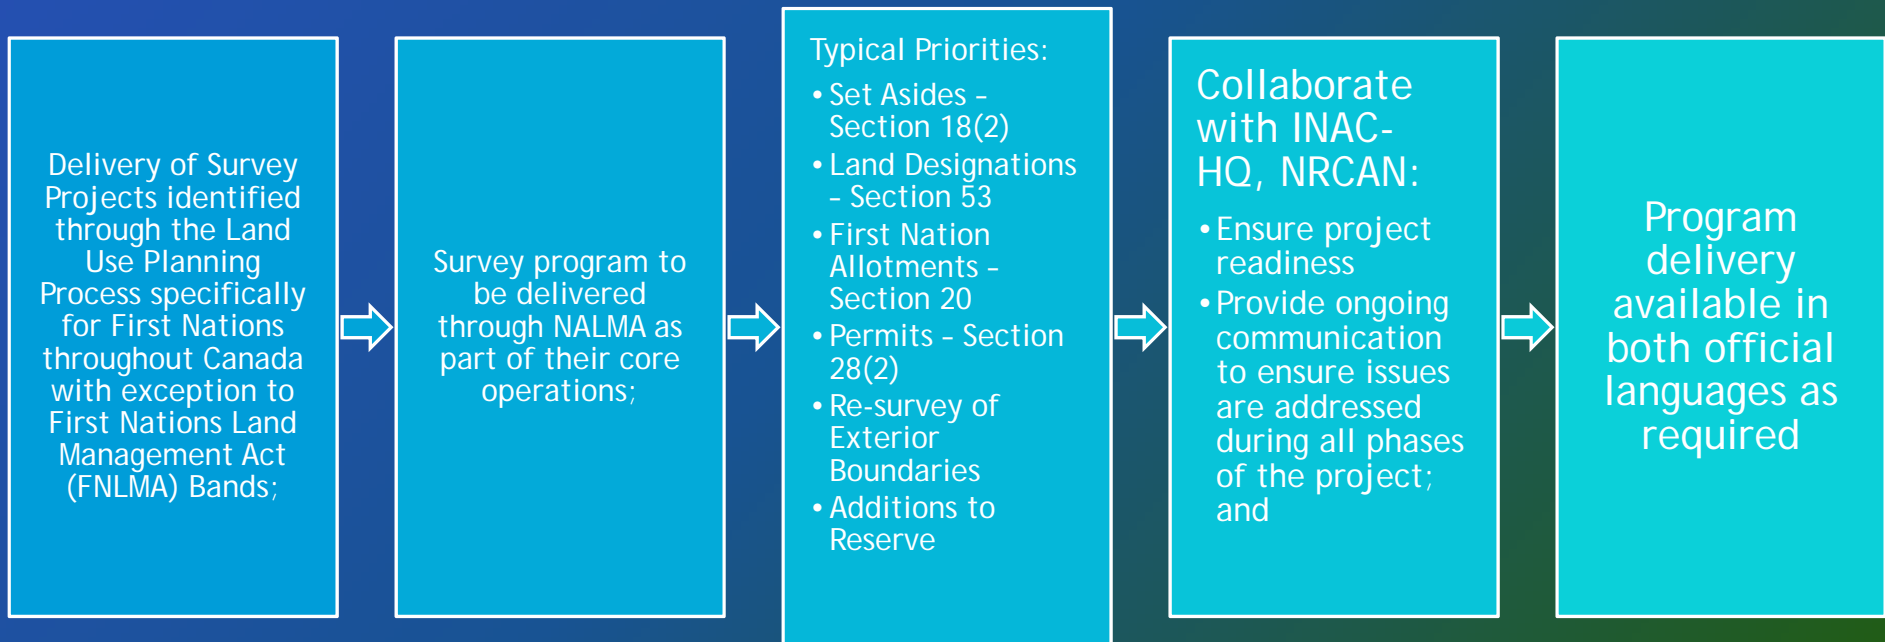 Delivery of Survey
Projects identified
through the Land
Use Planning
Process specifically
for First Nations
throughout Canada
with exception to
First Nations Land
Management Act
(FNLMA) Bands;
Survey program to
be delivered
through NALMA as
part of their core
operations;
Typical Priorities:
• Set Asides –
Section 18(2)
• Land Designations
– Section 53
• First Nation
Allotments –
Section 20
• Permits – Section
28(2)
• Re-survey of
Exterior
Boundaries
• Additions to
Reserve
Collaborate
with INAC-
HQ, NRCAN:
• Ensure project
readiness
• Provide ongoing
communication
to ensure issues
are addressed
during all phases
of the project;
and
Program
delivery
available in
both official
languages as
required